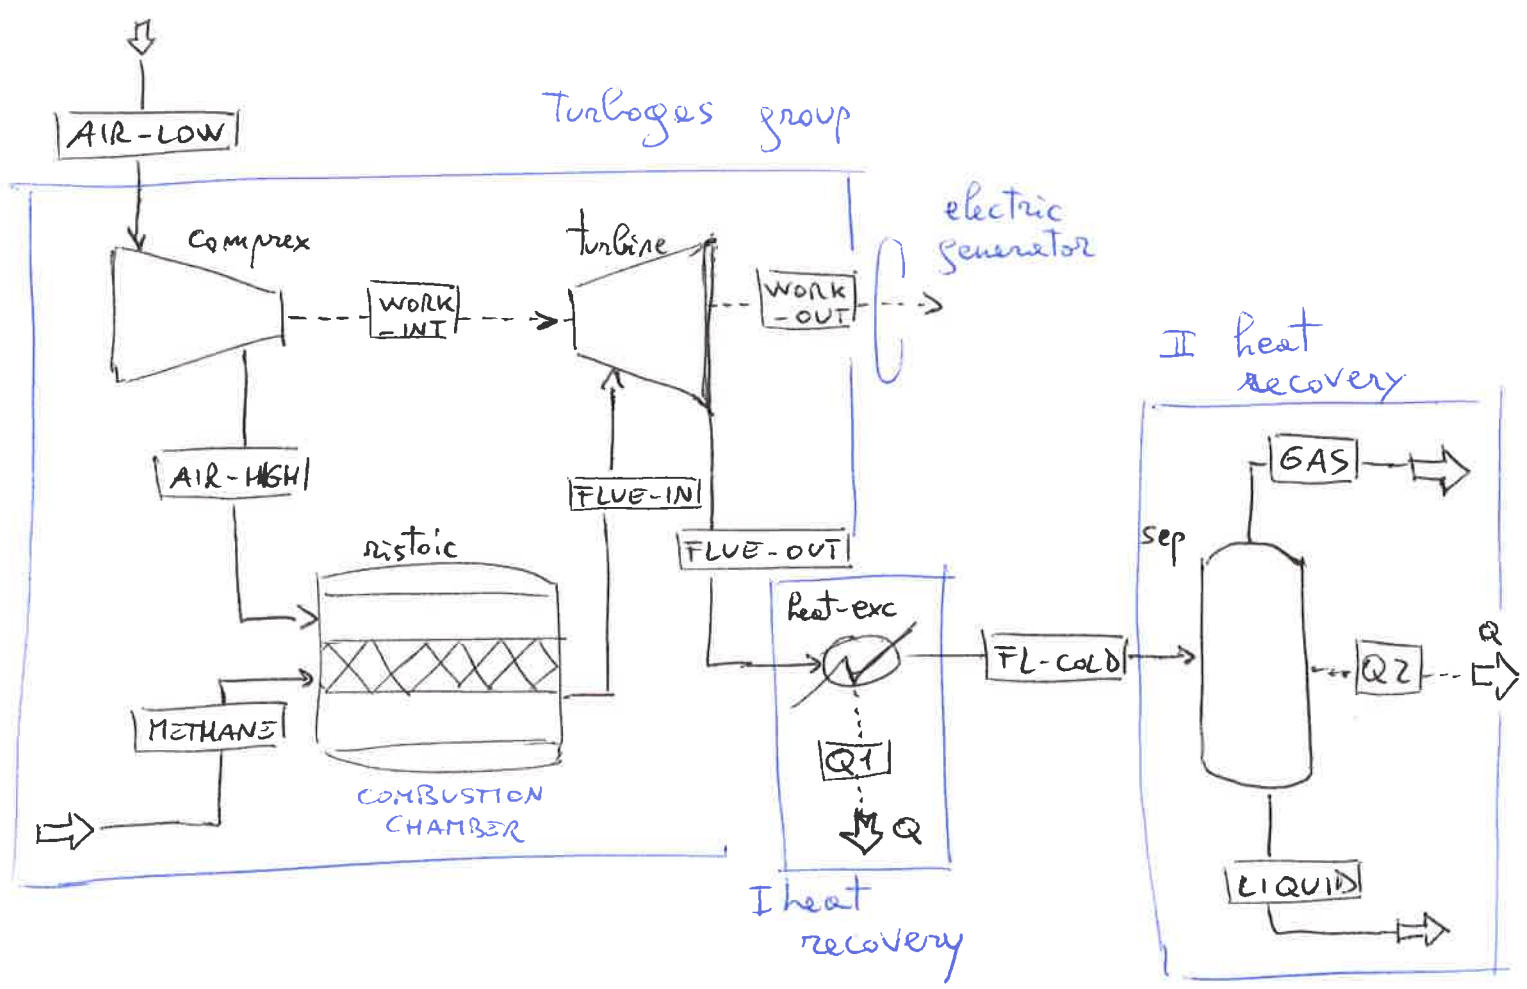 Turbogas group
AIR-LOW
electric
generator
comprex
turbine
WORK
-INT
WORK
-OUT
II heat
recovery
AIR-HIGH
FLUE-IN
GAS
ristoic
FLUE-OUT
sep
heat-exc
FL-COLD
Q2
Q
METHANE
Q1
Q
COMBUSTION
CHAMBER
LIQUID
I heat
recovery